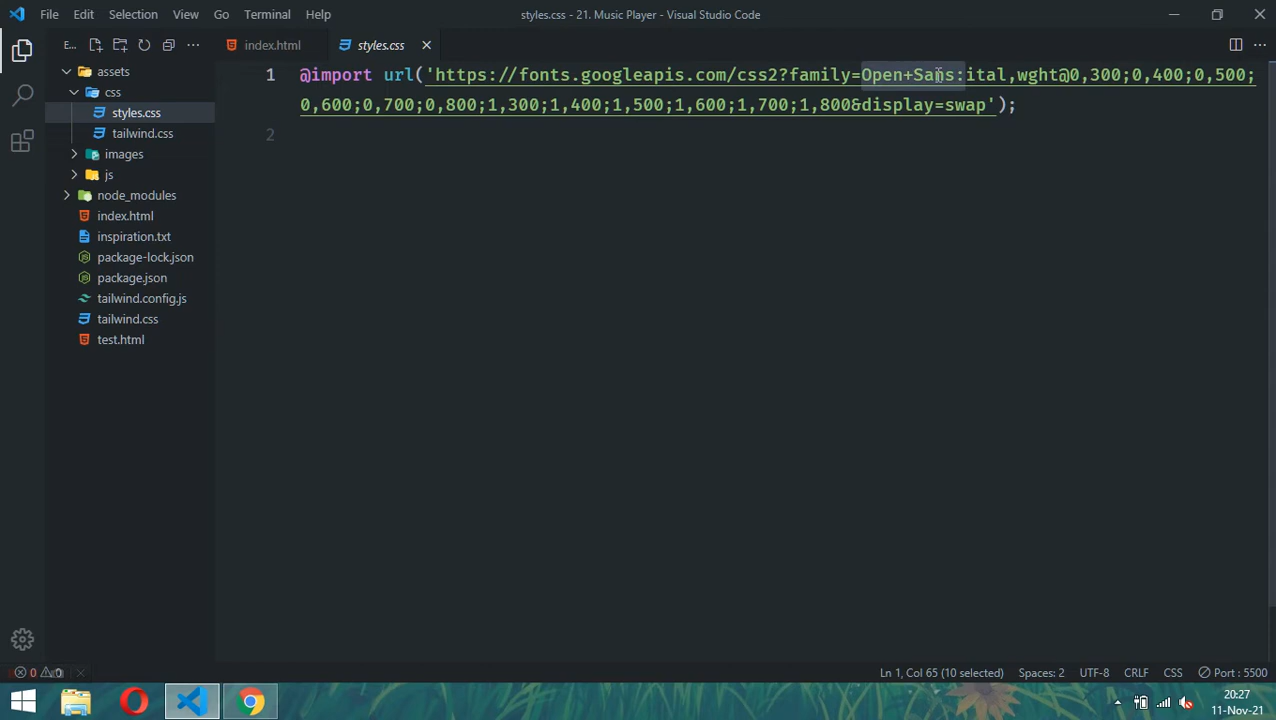 File Edit Selection View Go Terminal Help
styles.css - 21. Music Player - Visual Studio Code
E...
index.html
styles.css
assets
css
styles.css
tailwind.css
images
js
node_modules
index.html
inspiration.txt
package-lock.json
package.json
tailwind.config.js
tailwind.css
test.html
1 @import url('https://fonts.googleapis.com/css2?family=Open+Sans:ital,wght@0,300;0,400;0,500;
0,600;0,700;0,800;1,300;1,400;1,500;1,600;1,700;1,800&display=swap');
2
0 0
Ln 1, Col 65 (10 selected) Spaces: 2 UTF-8 CRLF CSS Port : 5500
20:27
11-Nov-21